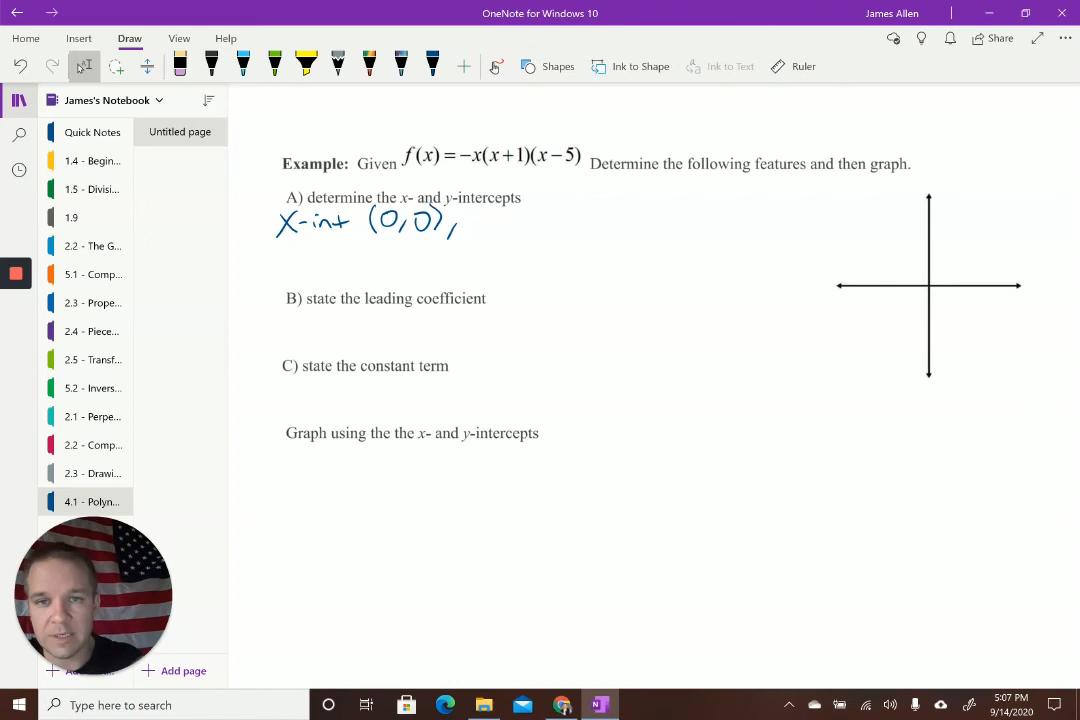 OneNote for Windows 10
James Allen
Home Insert Draw View Help
Share
Shapes Ink to Shape Ink to Text Ruler
James's Notebook
Untitled page
Quick Notes
1.4 - Begin...
1.5 - Divisi...
1.9
2.2 - The G...
5.1 - Comp...
2.3 - Prope...
2.4 - Piece...
2.5 - Transf...
5.2 - Invers...
2.1 - Perpe...
2.2 - Comp...
2.3 - Drawi...
4.1 - Polyn...
Add page
Example: Given f(x) = −x(x+1)(x−5) Determine the following features and then graph.
A) determine the x- and y-intercepts
X-int (0,0),
B) state the leading coefficient
C) state the constant term
Graph using the the x- and y-intercepts
Type here to search
5:07 PM
9/14/2020